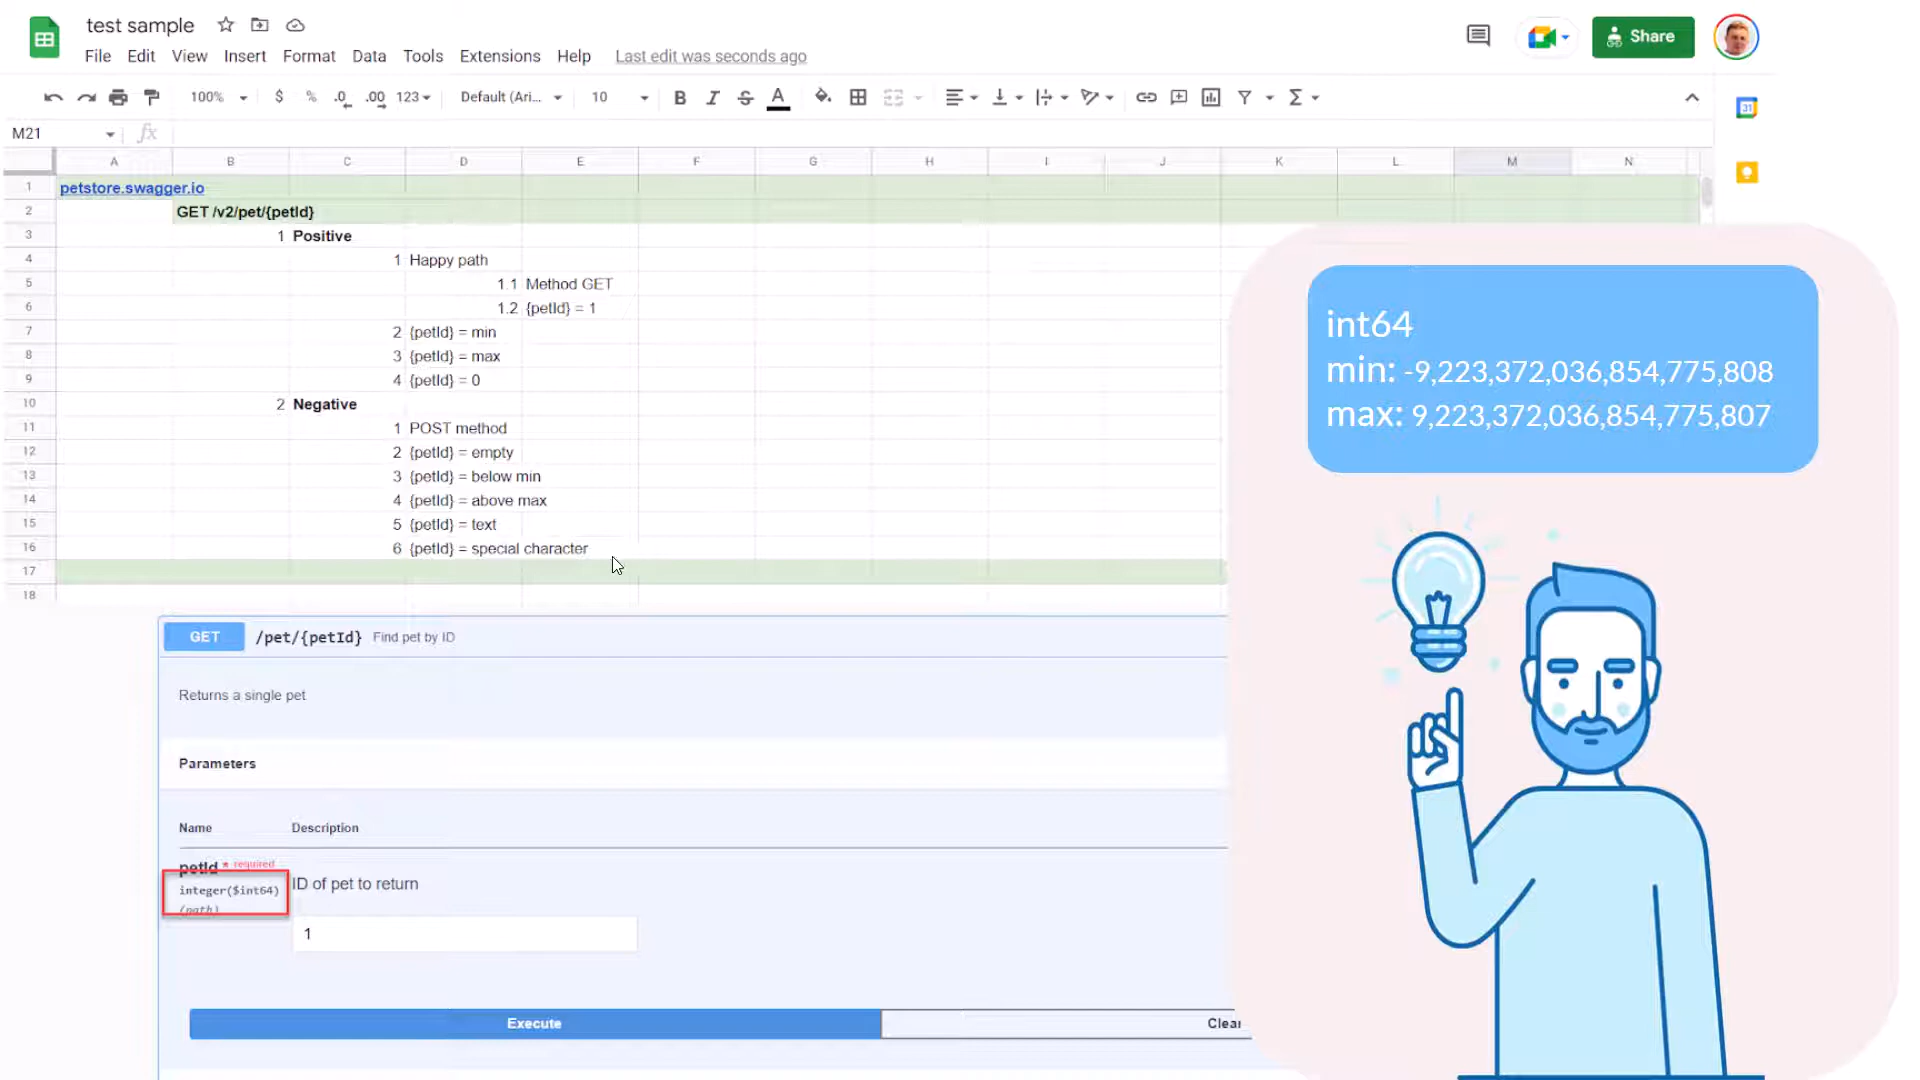 test sample
File Edit View Insert Format Data Tools Extensions Help Last edit was seconds ago
Share
100% $ % .0 .00 123 Default (Ari... 10 B I S A
31
M21 fx
A B C D E F G H I J K L M N
1 petstore.swagger.io
2 GET /v2/pet/{petId}
3 1 Positive
4 1 Happy path
5 1.1 Method GET
6 1.2 {petId} = 1
7 2 {petId} = min
8 3 {petId} = max
9 4 {petId} = 0
10 2 Negative
11 1 POST method
12 2 {petId} = empty
13 3 {petId} = below min
14 4 {petId} = above max
15 5 {petId} = text
16 6 {petId} = special character
17
18
int64
min: -9,223,372,036,854,775,808
max: 9,223,372,036,854,775,807
GET /pet/{petId} Find pet by ID
Returns a single pet
Parameters
Name Description
petId * required
integer($int64)
(path)
ID of pet to return
1
Execute
Clear